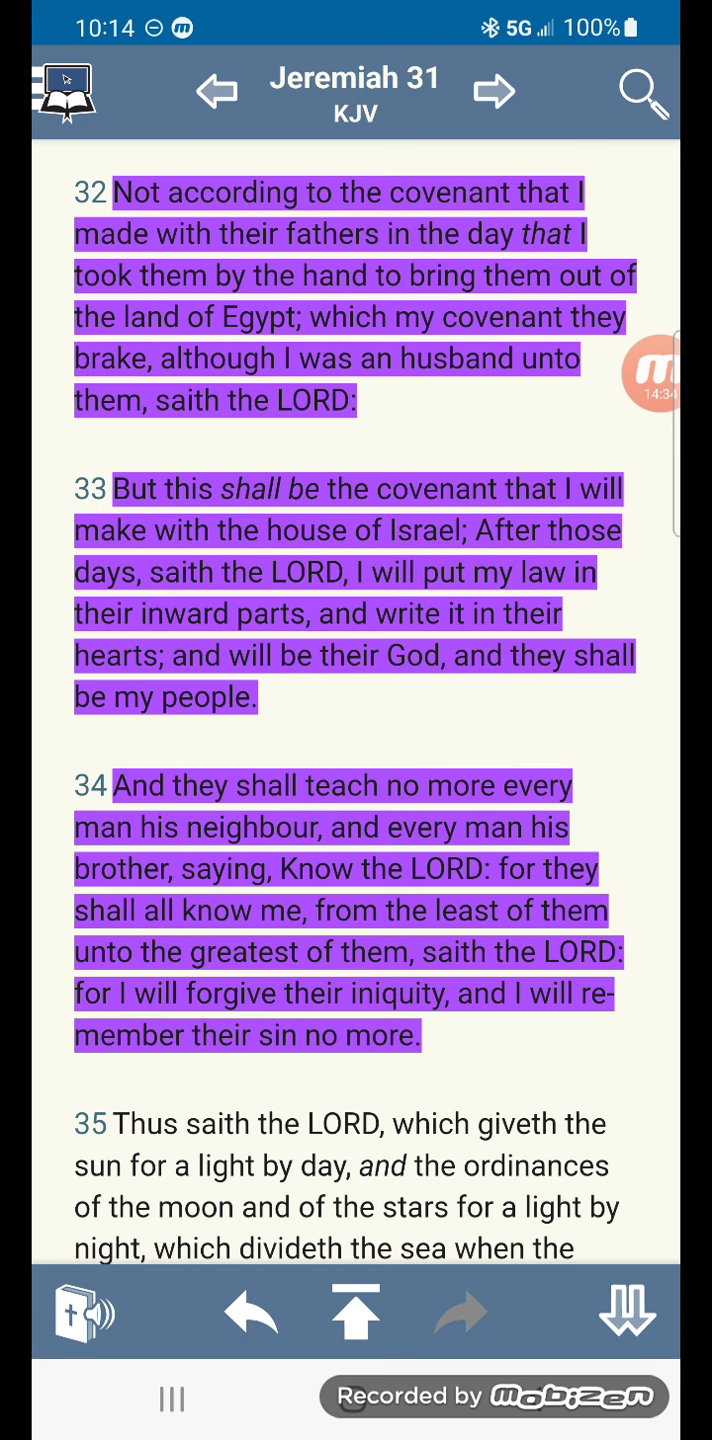 10:14
5G 100%
Jeremiah 31
KJV
32 Not according to the covenant that I
made with their fathers in the day that I
took them by the hand to bring them out of
the land of Egypt; which my covenant they
brake, although I was an husband unto
them, saith the LORD:
14:34
33 But this shall be the covenant that I will
make with the house of Israel; After those
days, saith the LORD, I will put my law in
their inward parts, and write it in their
hearts; and will be their God, and they shall
be my people.
34 And they shall teach no more every
man his neighbour, and every man his
brother, saying, Know the LORD: for they
shall all know me, from the least of them
unto the greatest of them, saith the LORD:
for I will forgive their iniquity, and I will re-
member their sin no more.
35 Thus saith the LORD, which giveth the
sun for a light by day, and the ordinances
of the moon and of the stars for a light by
night, which divideth the sea when the
Recorded by mobizen